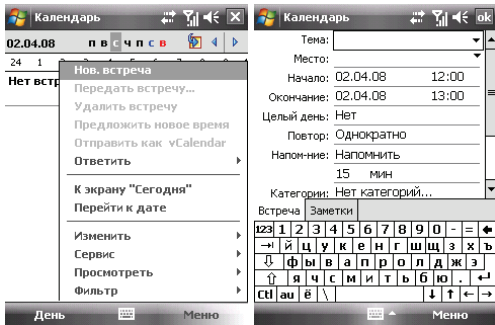 Календарь
02.04.08 п в с ч п с в
24 1 2
Нет встр
Нов. встреча
Передать встречу...
Удалить встречу
Предложить новое время
Отправить как vCalendar
Ответить
К экрану "Сегодня"
Перейти к дате
Изменить
Сервис
Просмотреть
Фильтр
День Меню
Календарь ok
Тема:
Место:
Начало: 02.04.08 12:00
Окончание: 02.04.08 13:00
Целый день: Нет
Повтор: Однократно
Напом-ние: Напомнить
15 мин
Категории: Нет категорий...
Встреча Заметки
123 1 2 3 4 5 6 7 8 9 0 - =
й ц у к е н г ш щ з х ъ
ф ы в а п р о л д ж э
я ч с м и т ь б ю .
Ctl аü ё \
Меню